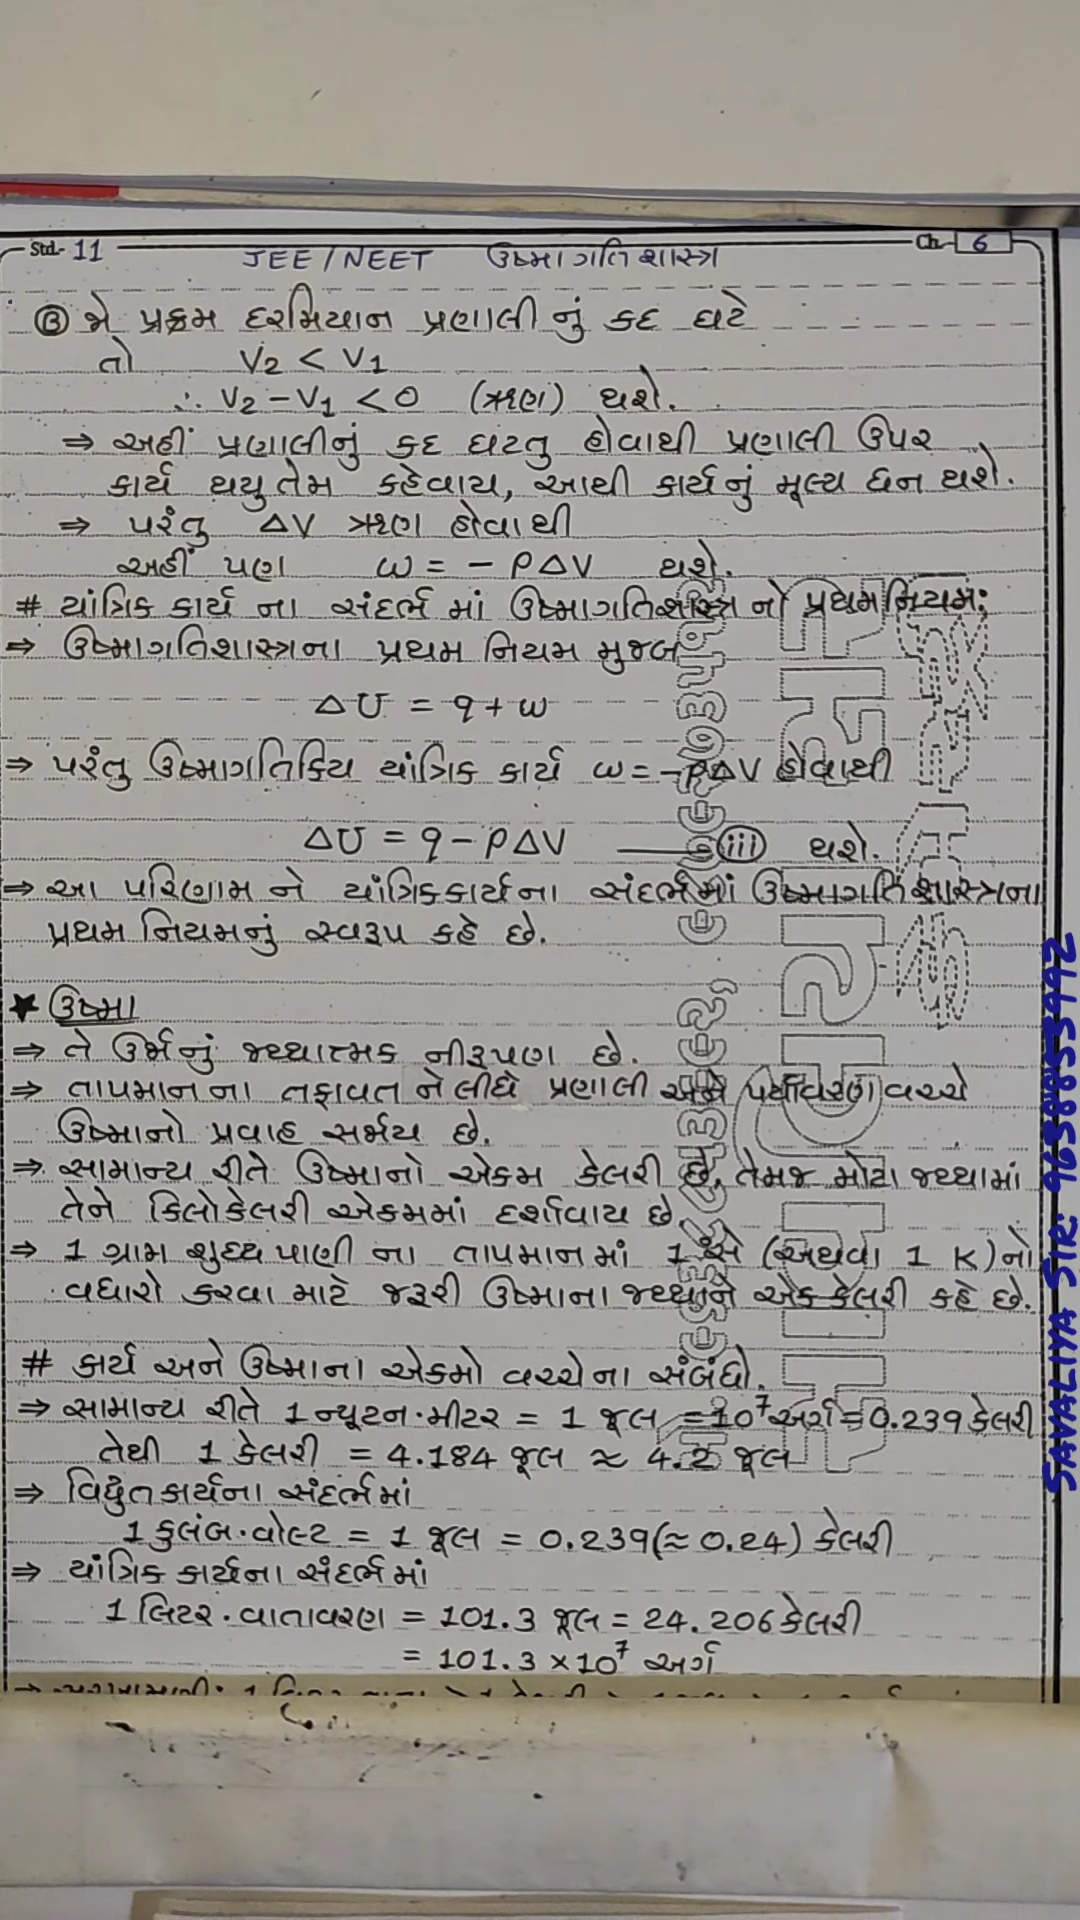 Std- 11 JEE/NEET ઉષ્માગતિશાસ્ત્ર Ch- 6
③ જો પ્રક્રમ દરમિયાન પ્રણાલીનું કદ ઘટે
તો V2 < V1
∴ V2 – V1 < 0 (ઋણ) થશે.
⇒ અહીં પ્રણાલીનું કદ ઘટતુ હોવાથી પ્રણાલી ઉપર
કાર્ય થયુ તેમ કહેવાય, આથી કાર્યનું મૂલ્ય ધન થશે.
⇒ પરંતુ ΔV ઋણ હોવાથી
અહીં પણ w = – PΔV થશે.
# યાંત્રિક કાર્ય ના સંદર્ભ માં ઉષ્માગતિશાસ્ત્ર નો પ્રથમ નિયમ:
⇒ ઉષ્માગતિશાસ્ત્રના પ્રથમ નિયમ મુજબ
ΔU = q + w
⇒ પરંતુ ઉષ્માગતિકિય યાંત્રિક કાર્ય w = –PΔV હોવાથી
ΔU = q – PΔV —— (iii) થશે.
⇒ આ પરિણામ ને યાંત્રિકકાર્યના સંદર્ભમાં ઉષ્માગતિશાસ્ત્રના
પ્રથમ નિયમનું સ્વરૂપ કહે છે.
★ ઉષ્મા
⇒ તે ઉર્જાનું જથ્થાત્મક નીરૂપણ છે.
⇒ તાપમાન ના તફાવત ને લીધે પ્રણાલી અને પર્યાવરણ વચ્ચે
ઉષ્માનો પ્રવાહ સર્જાય છે.
⇒ સામાન્ય રીતે ઉષ્માનો એકમ કેલરી છે, તેમજ મોટા જથ્થામાં
તેને કિલોકેલરી એકમમાં દર્શાવાય છે
⇒ 1 ગ્રામ શુધ્ધ પાણી ના તાપમાન માં 1 સે (અથવા 1 K) નો
વધારો કરવા માટે જરૂરી ઉષ્માના જથ્થાને એક કેલરી કહે છે.
# કાર્ય અને ઉષ્માના એકમો વચ્ચેના સંબંધો.
⇒ સામાન્ય રીતે 1 ન્યૂટન·મીટર = 1 જૂલ = 10⁷ અર્ગ = 0.239 કેલરી
તેથી 1 કેલરી = 4.184 જૂલ ≈ 4.2 જૂલ
⇒ વિદ્યુતકાર્યના સંદર્ભમાં
1 કુલંબ·વોલ્ટ = 1 જૂલ = 0.239 (≈ 0.24) કેલરી
⇒ યાંત્રિક કાર્યના સંદર્ભમાં
1 લિટર·વાતાવરણ = 101.3 જૂલ = 24.206 કેલરી
= 101.3 × 10⁷ અર્ગ
SAVALIYA SIR: 9638853992